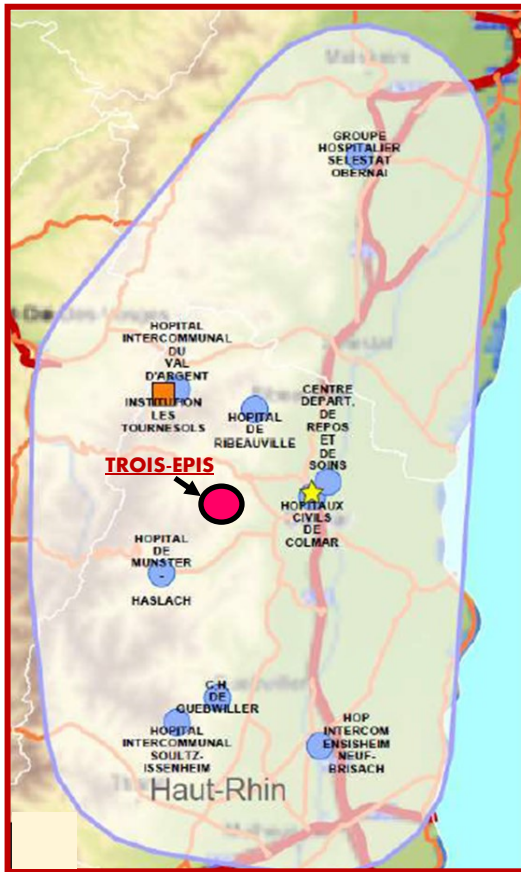 GROUPE
HOSPITALIER
SELESTAT
OBERNAI
HOPITAL
INTERCOMMUNAL
DU
VAL
D'ARGENT
INSTITUTION
LES
TOURNESOLS
HOPITAL
DE
RIBEAUVILLE
CENTRE
DEPART.
DE
REPOS
ET
DE
SOINS
TROIS-EPIS
HOPITAUX
CIVILS
DE
COLMAR
HOPITAL
DE
MUNSTER
-
HASLACH
C.H.
DE
GUEBWILLER
HOPITAL
INTERCOMMUNAL
SOULTZ-
ISSENHEIM
HOP
INTERCOM
ENSISHEIM
NEUF-
BRISACH
Haut-Rhin